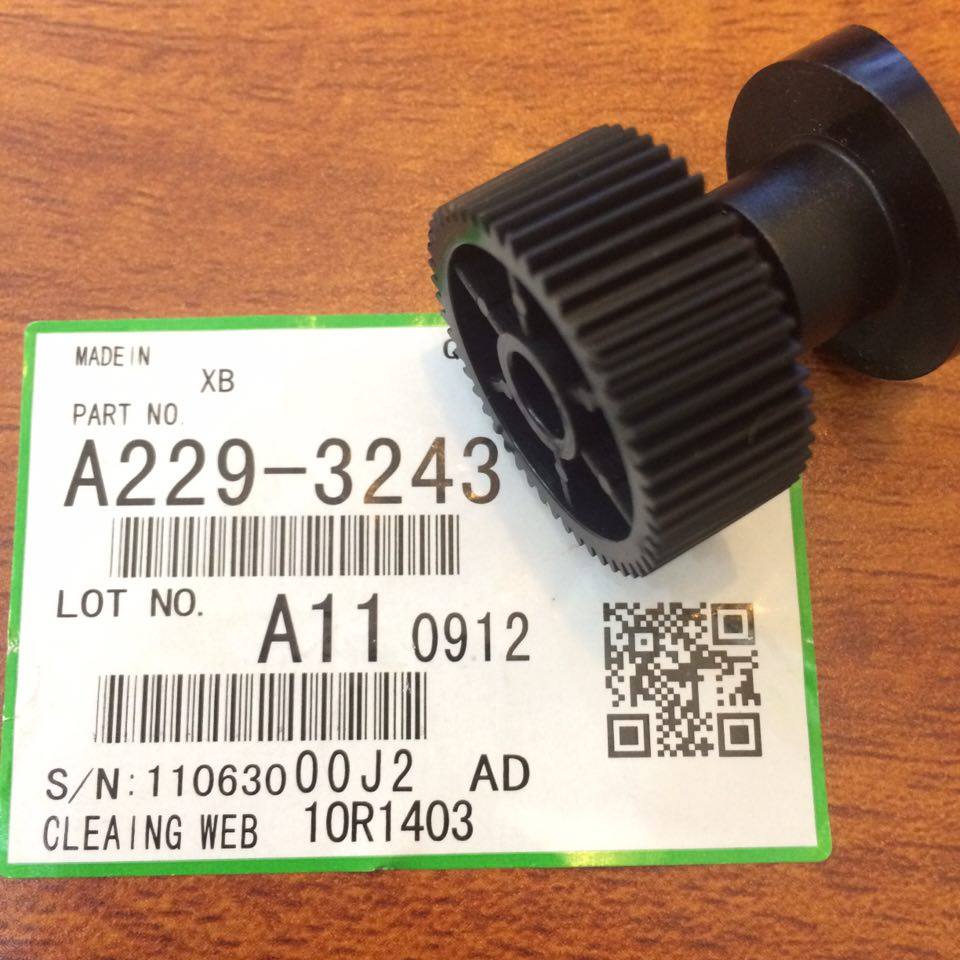 MADE IN
Q
XB
PART NO.
A229-3243
LOT NO. A11 0912
S/N: 11063000J2 AD
CLEAING WEB 10R1403